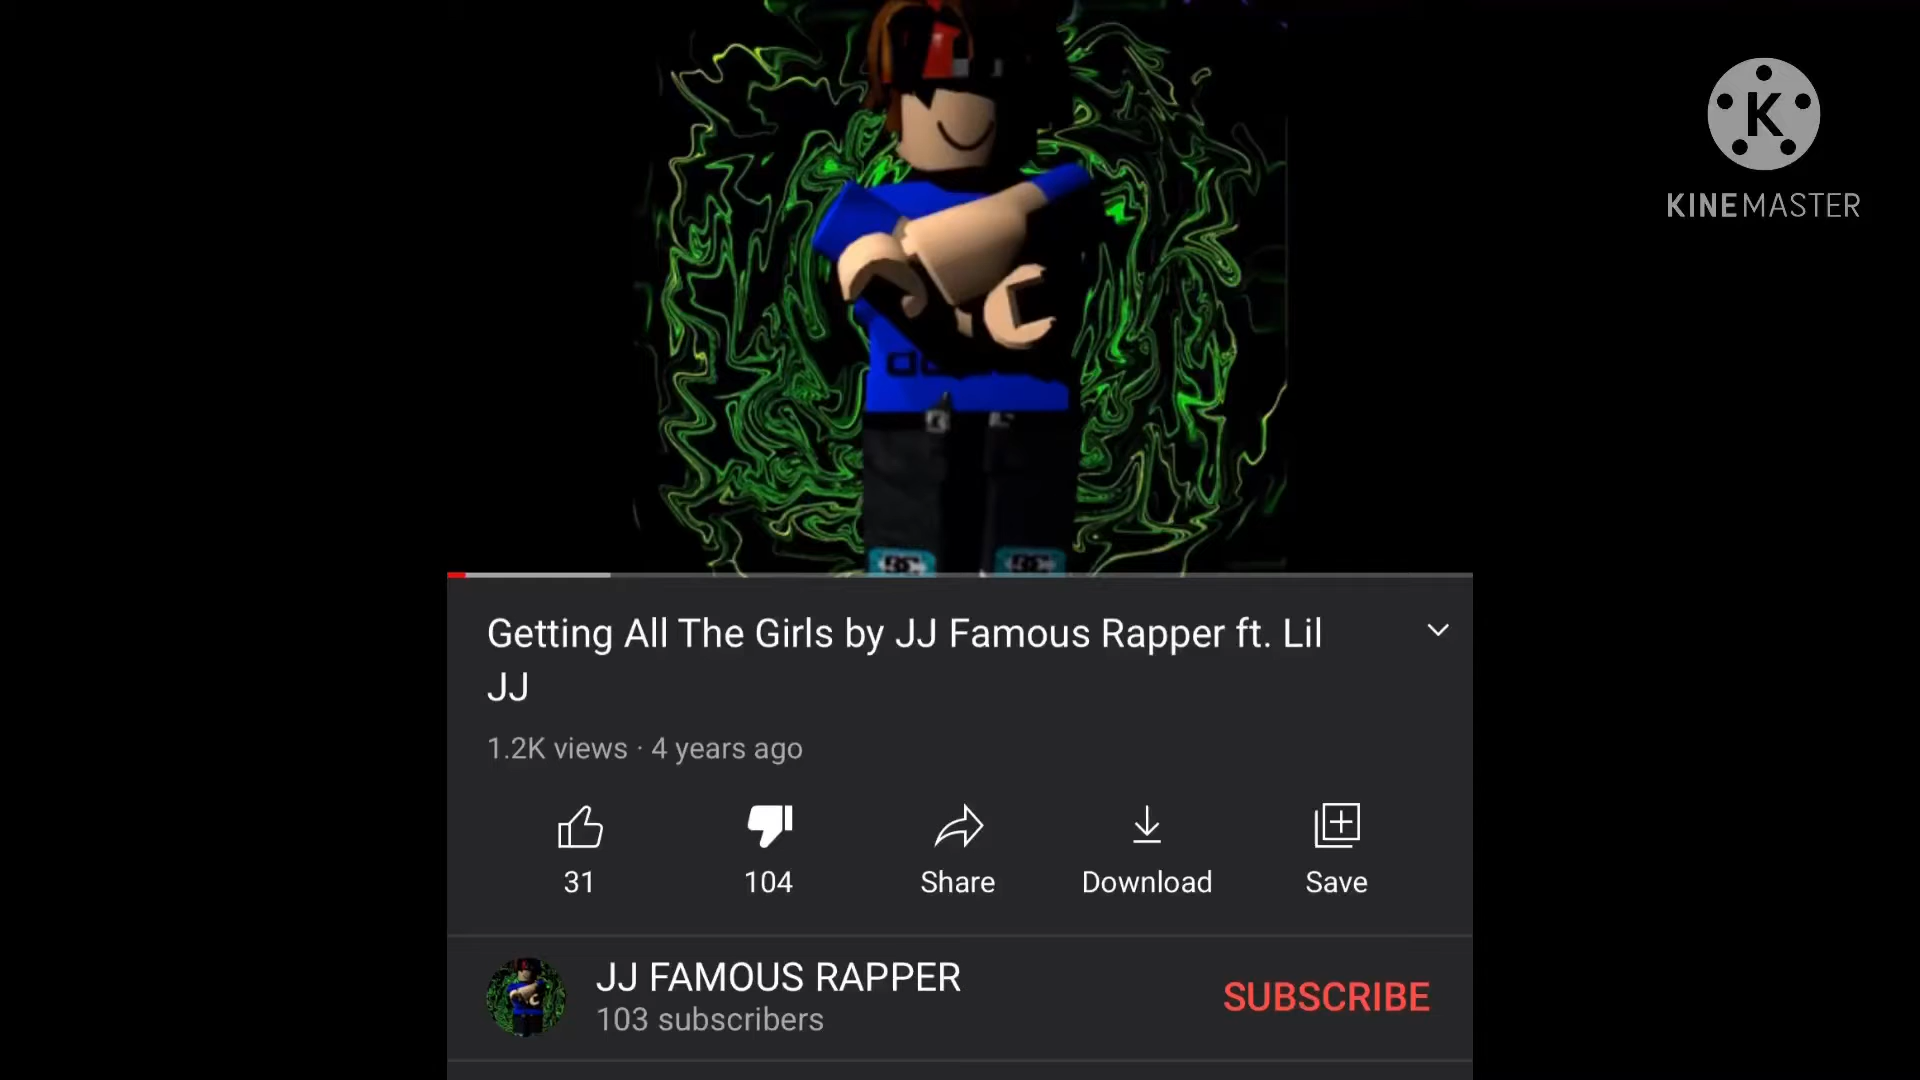 K
KINEMASTER
Getting All The Girls by JJ Famous Rapper ft. Lil
JJ
1.2K views · 4 years ago
31
104
Share
Download
Save
JJ FAMOUS RAPPER
103 subscribers
SUBSCRIBE